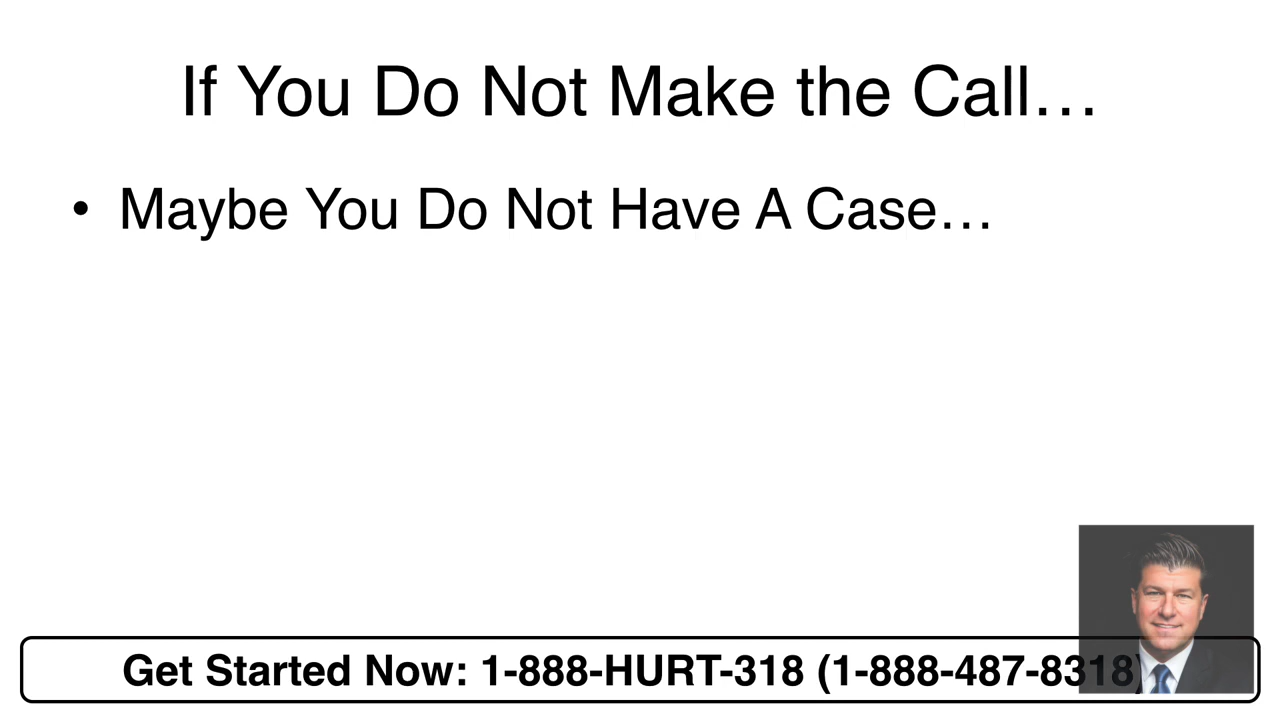 If You Do Not Make the Call…
• Maybe You Do Not Have A Case…
Get Started Now: 1-888-HURT-318 (1-888-487-8318)